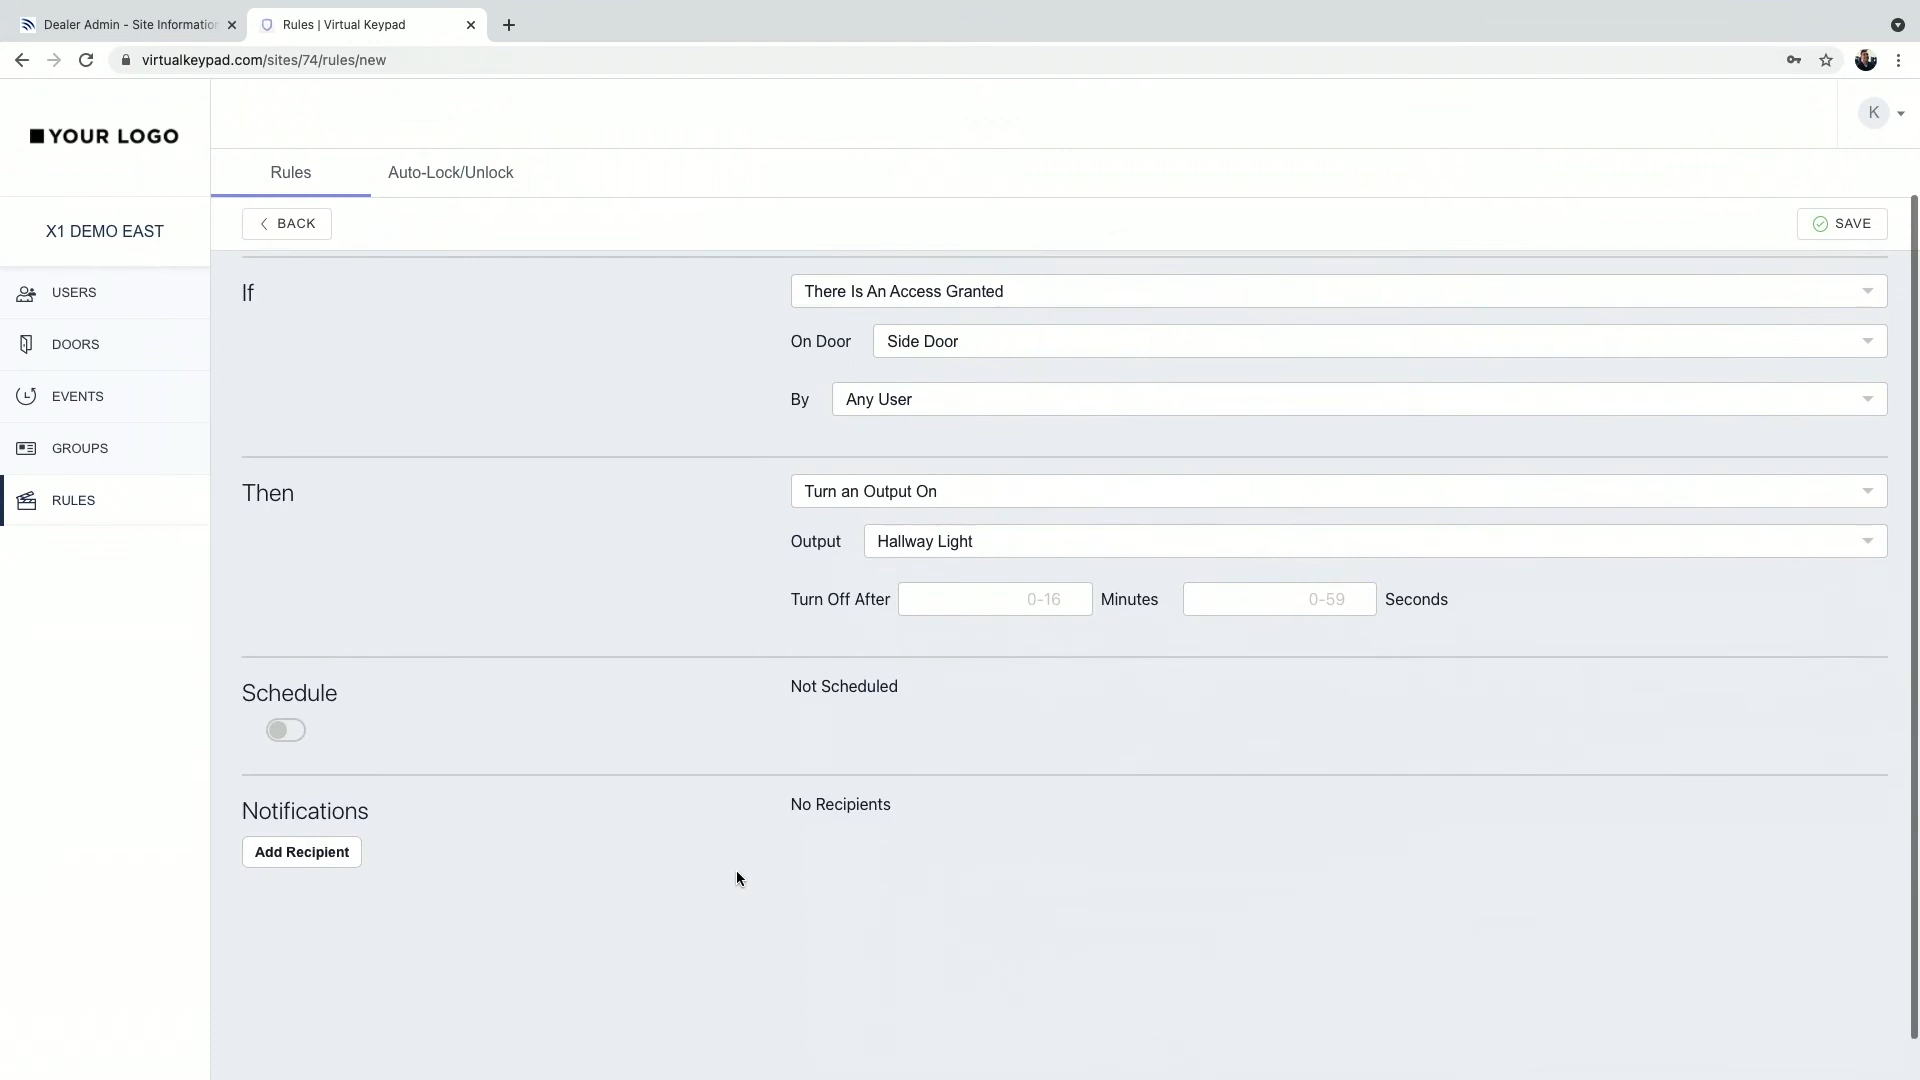 Dealer Admin - Site Information
Rules | Virtual Keypad
virtualkeypad.com/sites/74/rules/new
K
YOUR LOGO
Rules
Auto-Lock/Unlock
X1 DEMO EAST
BACK
SAVE
USERS
DOORS
EVENTS
GROUPS
RULES
If
There Is An Access Granted
On Door
Side Door
By
Any User
Then
Turn an Output On
Output
Hallway Light
Turn Off After
0-16
Minutes
0-59
Seconds
Schedule
Not Scheduled
Notifications
No Recipients
Add Recipient